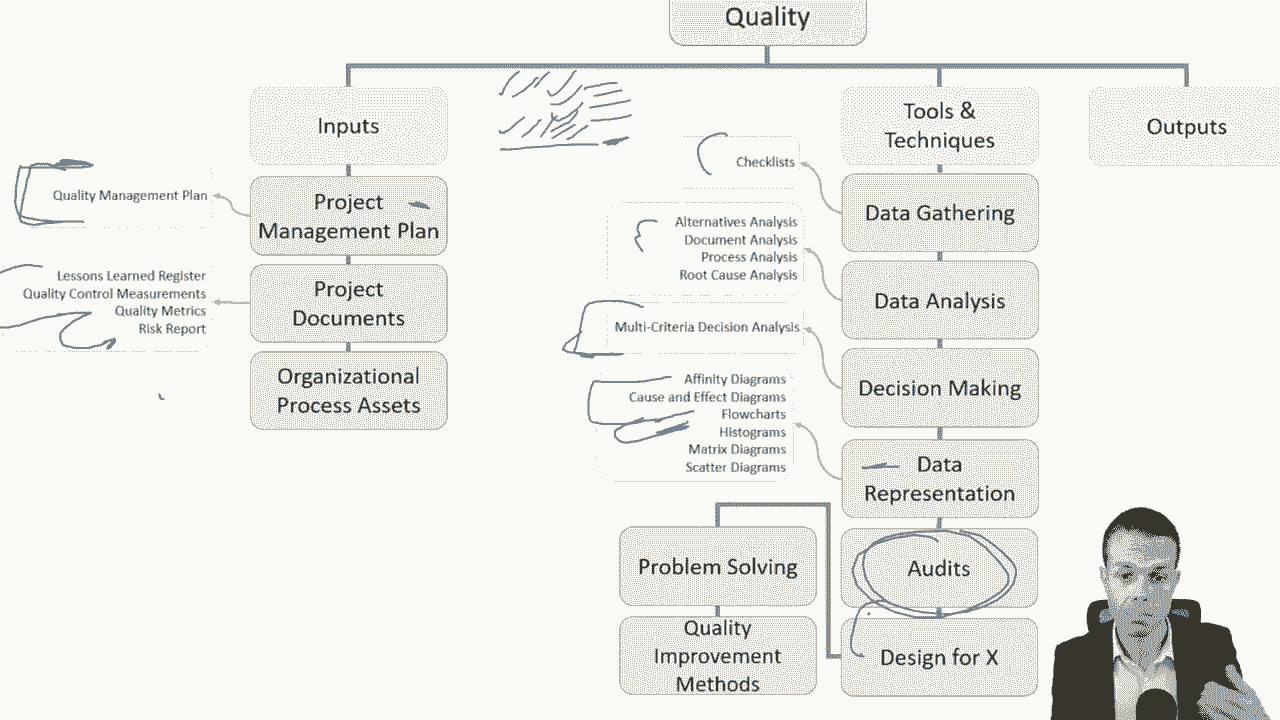 Quality
Inputs
Quality Management Plan
Project
Management Plan
Lessons Learned Register
Quality Control Measurements
Quality Metrics
Risk Report
Project
Documents
Organizational
Process Assets
Tools &
Techniques
Checklists
Data Gathering
Alternatives Analysis
Document Analysis
Process Analysis
Root Cause Analysis
Data Analysis
Multi-Criteria Decision Analysis
Decision Making
Affinity Diagrams
Cause and Effect Diagrams
Flowcharts
Histograms
Matrix Diagrams
Scatter Diagrams
Data
Representation
Audits
Design for X
Problem Solving
Quality
Improvement
Methods
Outputs